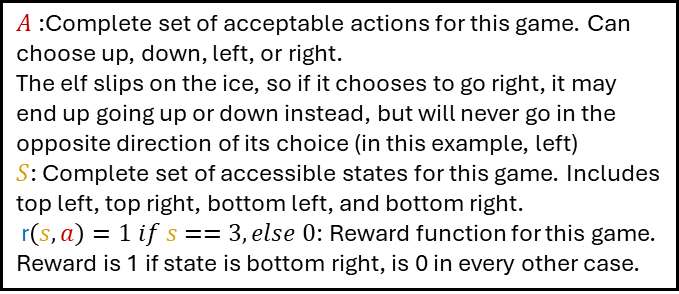 A :Complete set of acceptable actions for this game. Can
choose up, down, left, or right.
The elf slips on the ice, so if it chooses to go right, it may
end up going up or down instead, but will never go in the
opposite direction of its choice (in this example, left)
S: Complete set of accessible states for this game. Includes
top left, top right, bottom left, and bottom right.
r(s, a) = 1 if s == 3, else 0: Reward function for this game.
Reward is 1 if state is bottom right, is 0 in every other case.